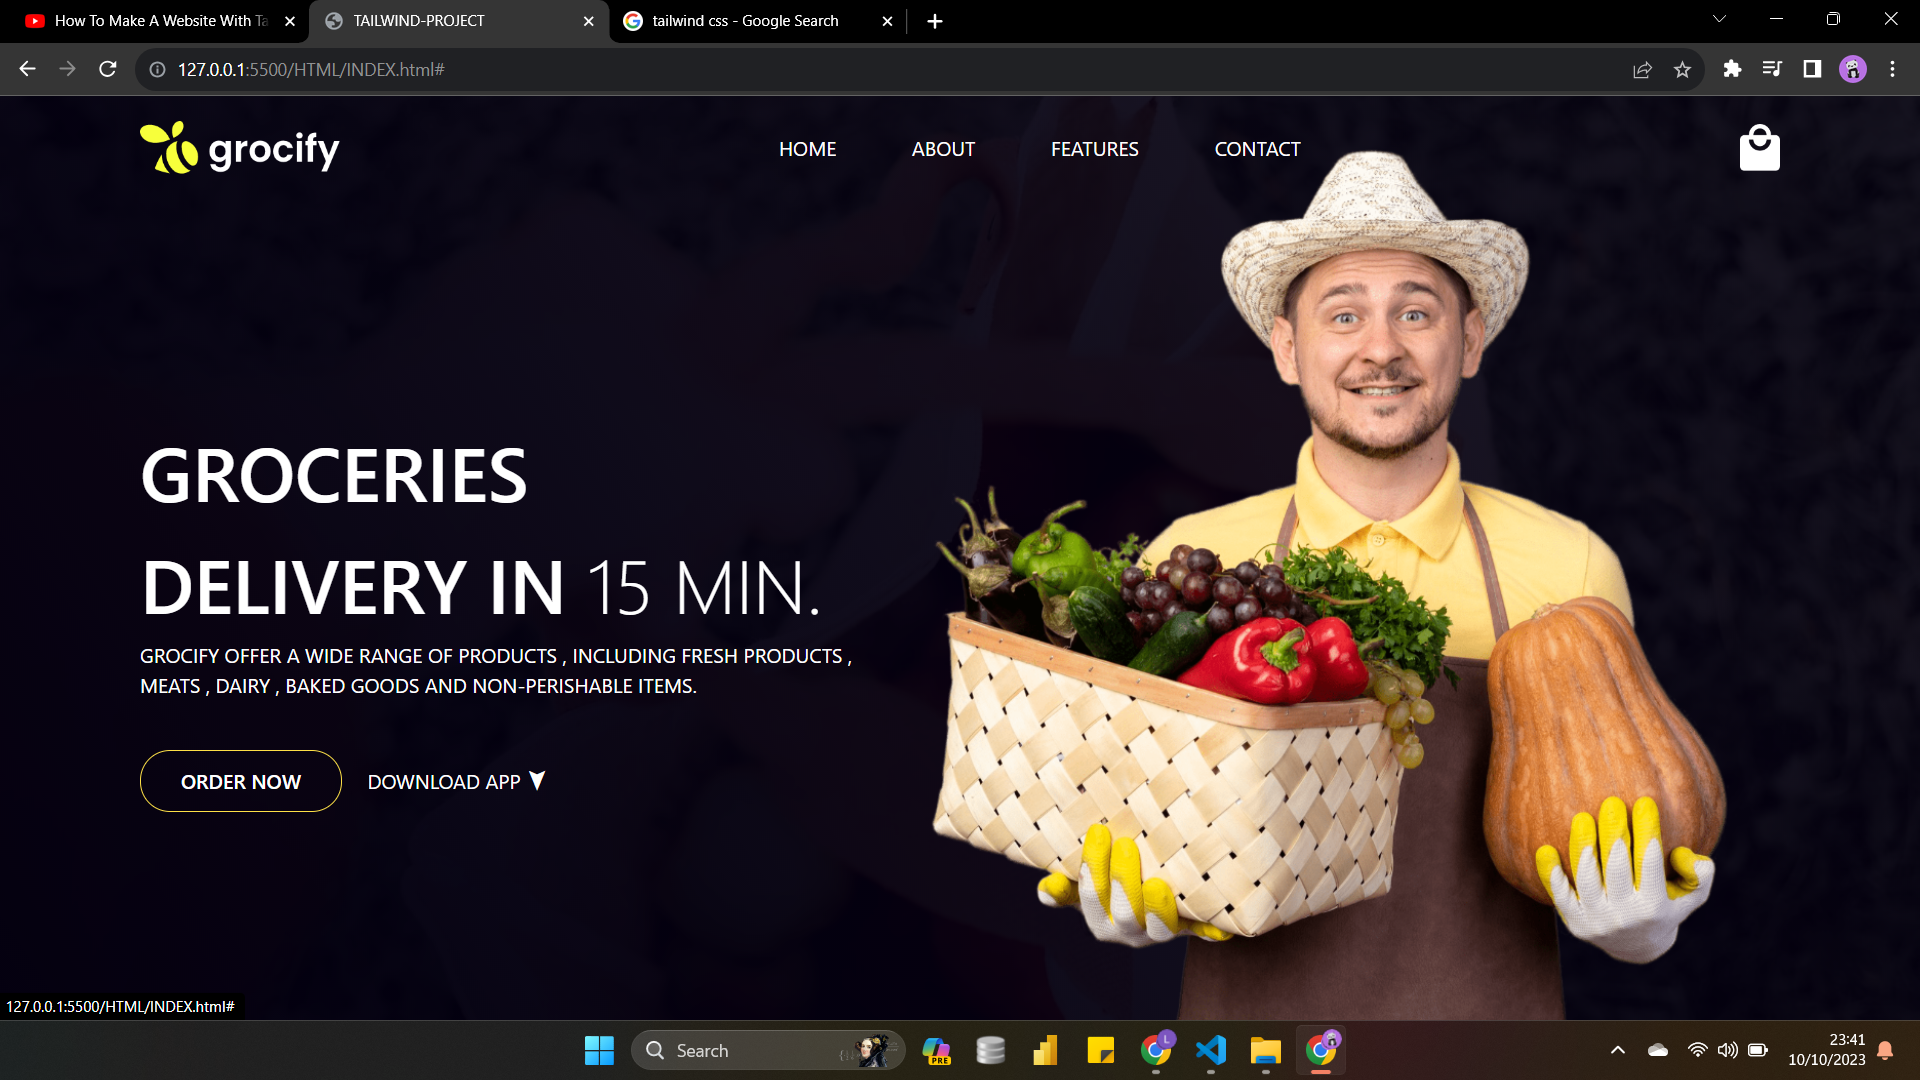 How To Make A Website With Ta
TAILWIND-PROJECT
tailwind css - Google Search
127.0.0.1:5500/HTML/INDEX.html#
grocify
HOME
ABOUT
FEATURES
CONTACT
GROCERIES
DELIVERY IN 15 MIN.
GROCIFY OFFER A WIDE RANGE OF PRODUCTS , INCLUDING FRESH PRODUCTS ,
MEATS , DAIRY , BAKED GOODS AND NON-PERISHABLE ITEMS.
ORDER NOW
DOWNLOAD APP
127.0.0.1:5500/HTML/INDEX.html#
Search
PRE
L
23:41
10/10/2023